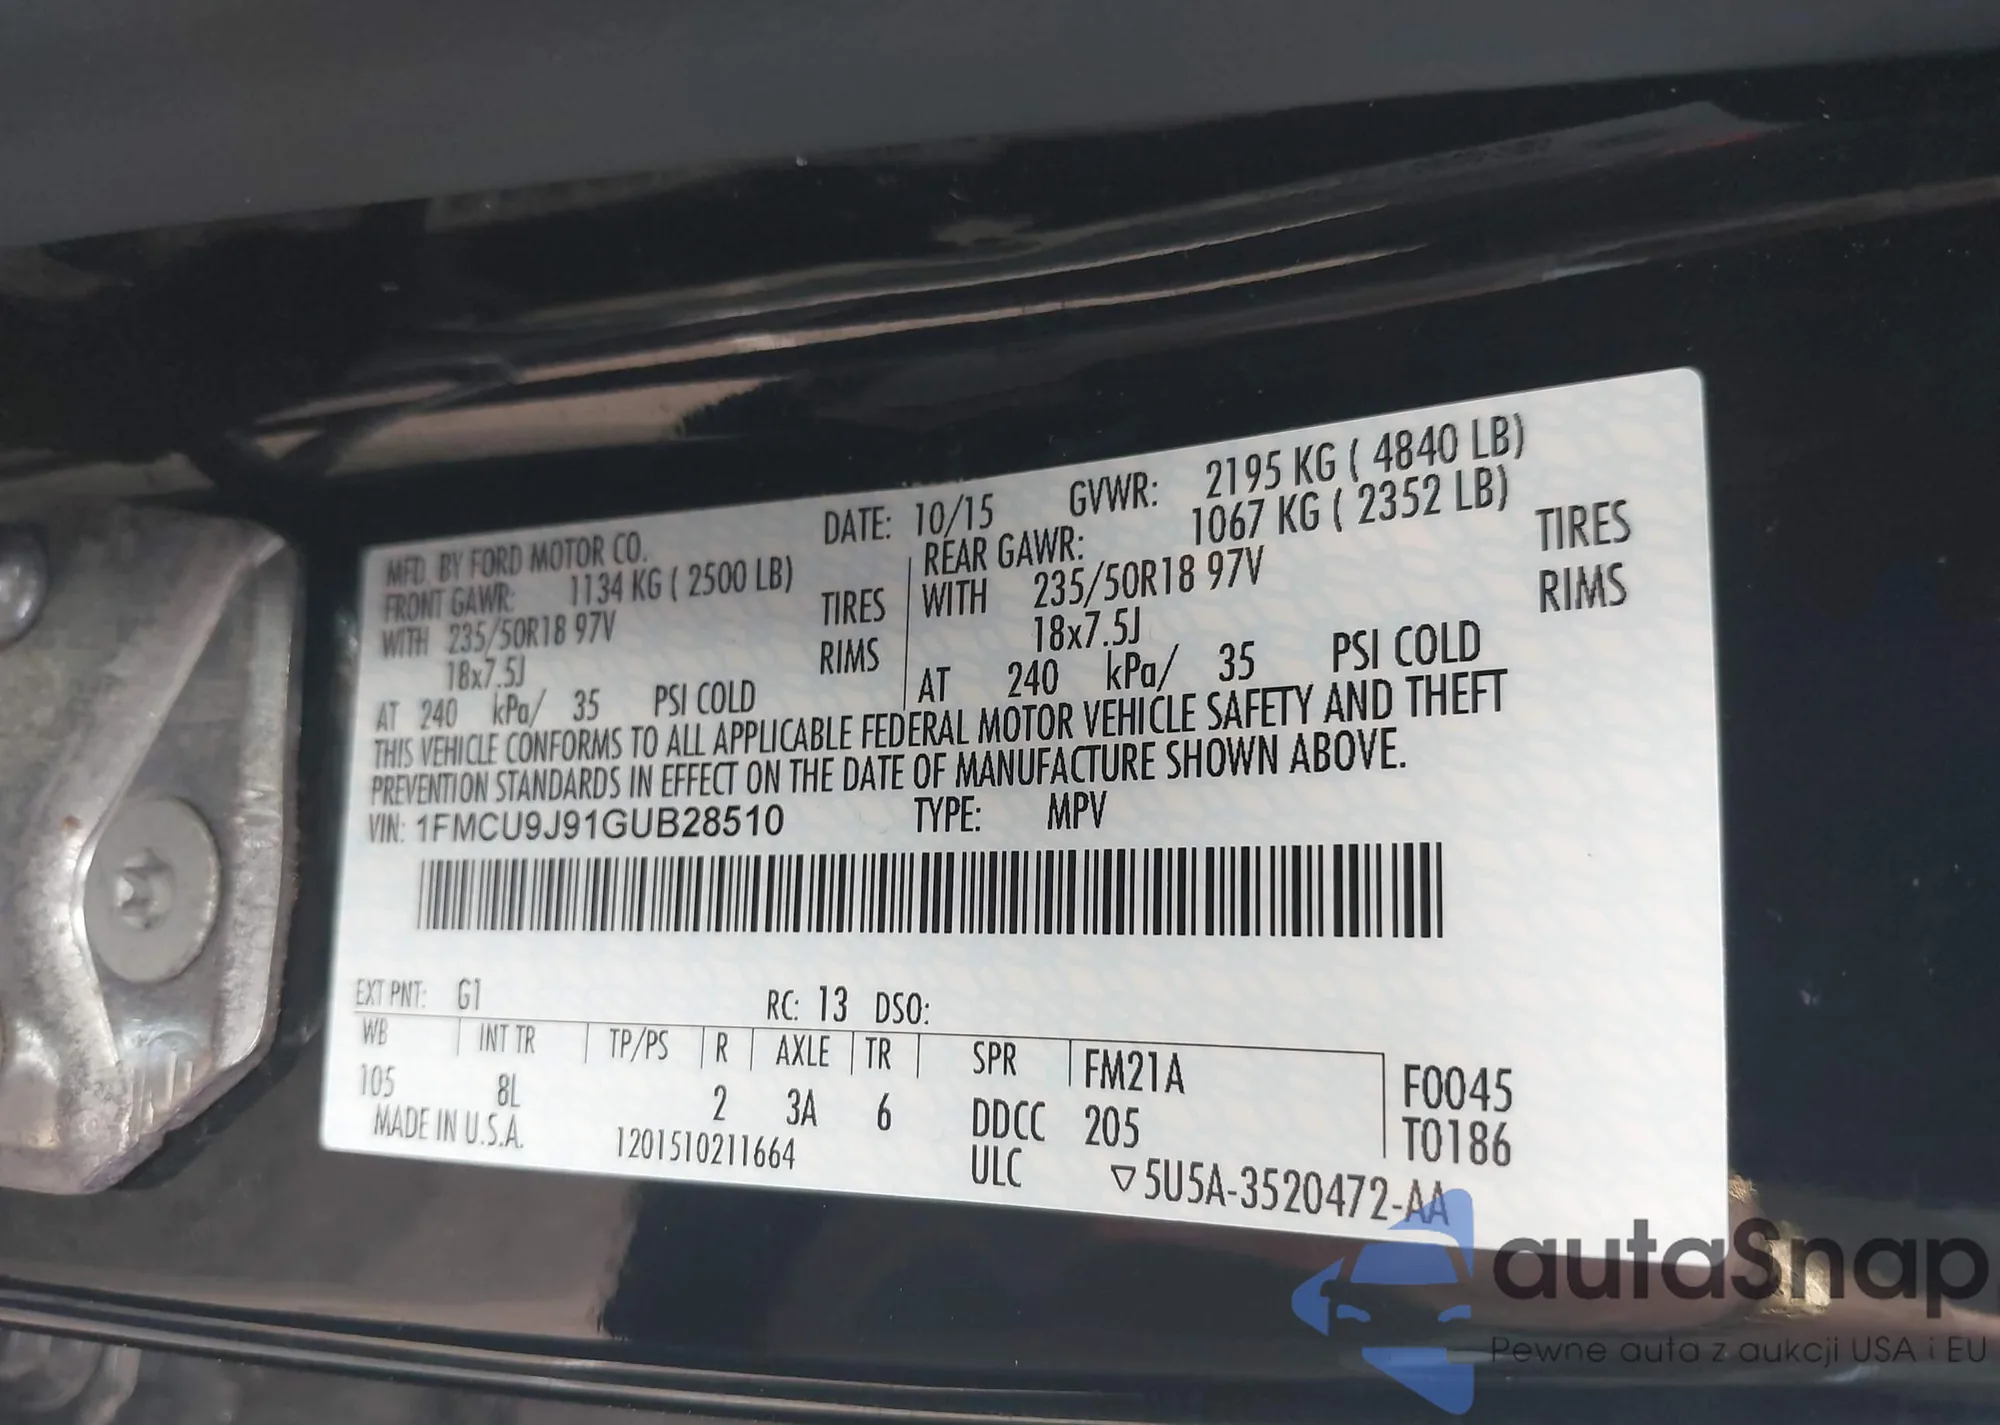 MFD. BY FORD MOTOR CO. DATE: 10/15 GVWR: 2195 KG ( 4840 LB)
FRONT GAWR: 1134 KG ( 2500 LB) REAR GAWR: 1067 KG ( 2352 LB)
WITH 235/50R18 97V TIRES WITH 235/50R18 97V TIRES
18x7.5J RIMS 18x7.5J RIMS
AT 240 kPa/ 35 PSI COLD AT 240 kPa/ 35 PSI COLD
THIS VEHICLE CONFORMS TO ALL APPLICABLE FEDERAL MOTOR VEHICLE SAFETY AND THEFT
PREVENTION STANDARDS IN EFFECT ON THE DATE OF MANUFACTURE SHOWN ABOVE.
VIN: 1FMCU9J91GUB28510 TYPE: MPV
EXT PNT: G1 RC: 13 DSO:
WB INT TR TP/PS R AXLE TR SPR FM21A F0045
105 8L 2 3A 6 DDCC 205 T0186
MADE IN U.S.A. 1201510211664 ULC ▽5U5A-3520472-AA
autaSnap
Pewne auta z aukcji USA i EU